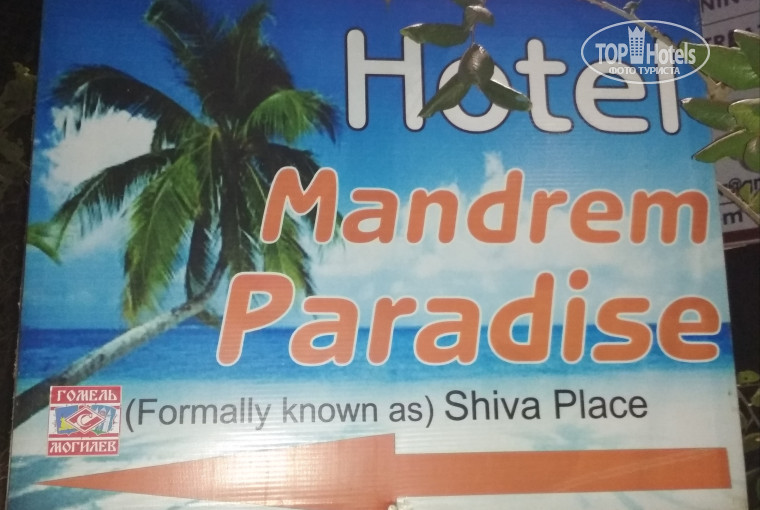 Hotel
TOP Hotels
ФОТО ТУРИСТА
Mandrem
Paradise
ГОМЕЛЬ
МОГИЛЕВ
(Formally known as) Shiva Place